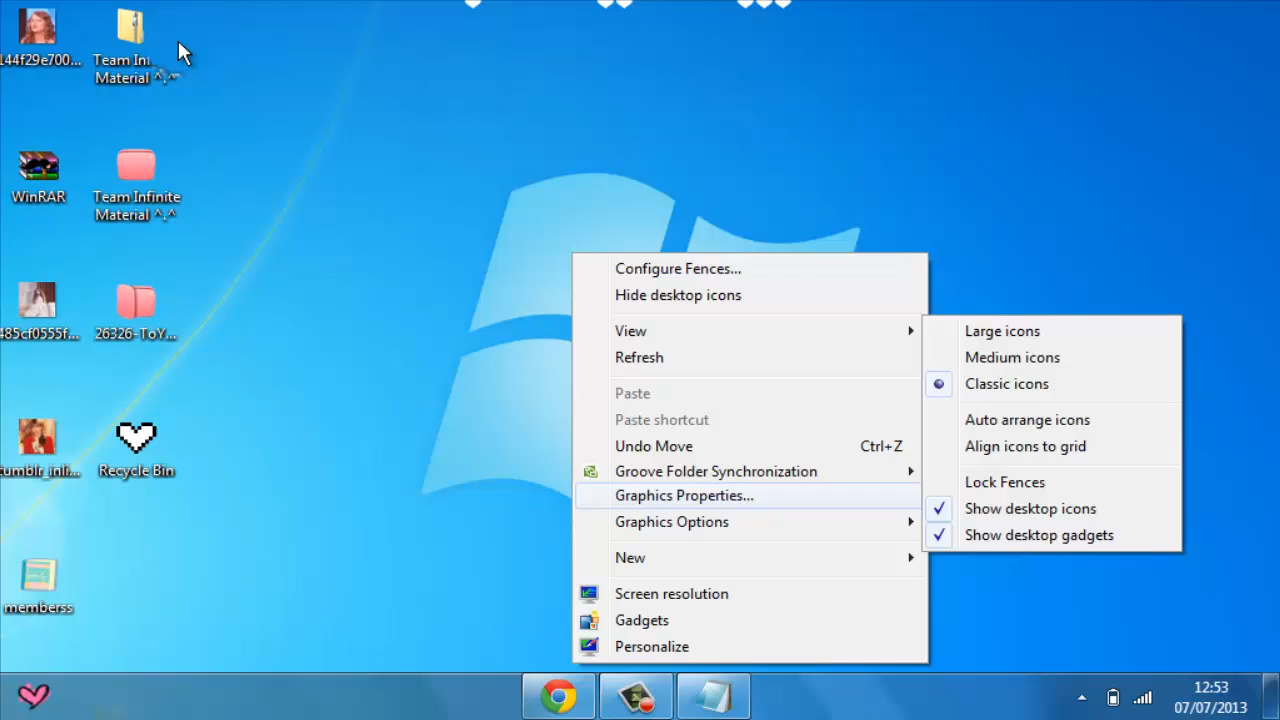 144f29e700...
Team In...
Material ^.^
WinRAR
Team Infinite
Material ^.^
485cf0555f...
26326-ToY...
tumblr_inli...
Recycle Bin
memberss
Configure Fences...
Hide desktop icons
View
Refresh
Paste
Paste shortcut
Undo Move Ctrl+Z
Groove Folder Synchronization
Graphics Properties...
Graphics Options
New
Screen resolution
Gadgets
Personalize
Large icons
Medium icons
Classic icons
Auto arrange icons
Align icons to grid
Lock Fences
Show desktop icons
Show desktop gadgets
12:53
07/07/2013